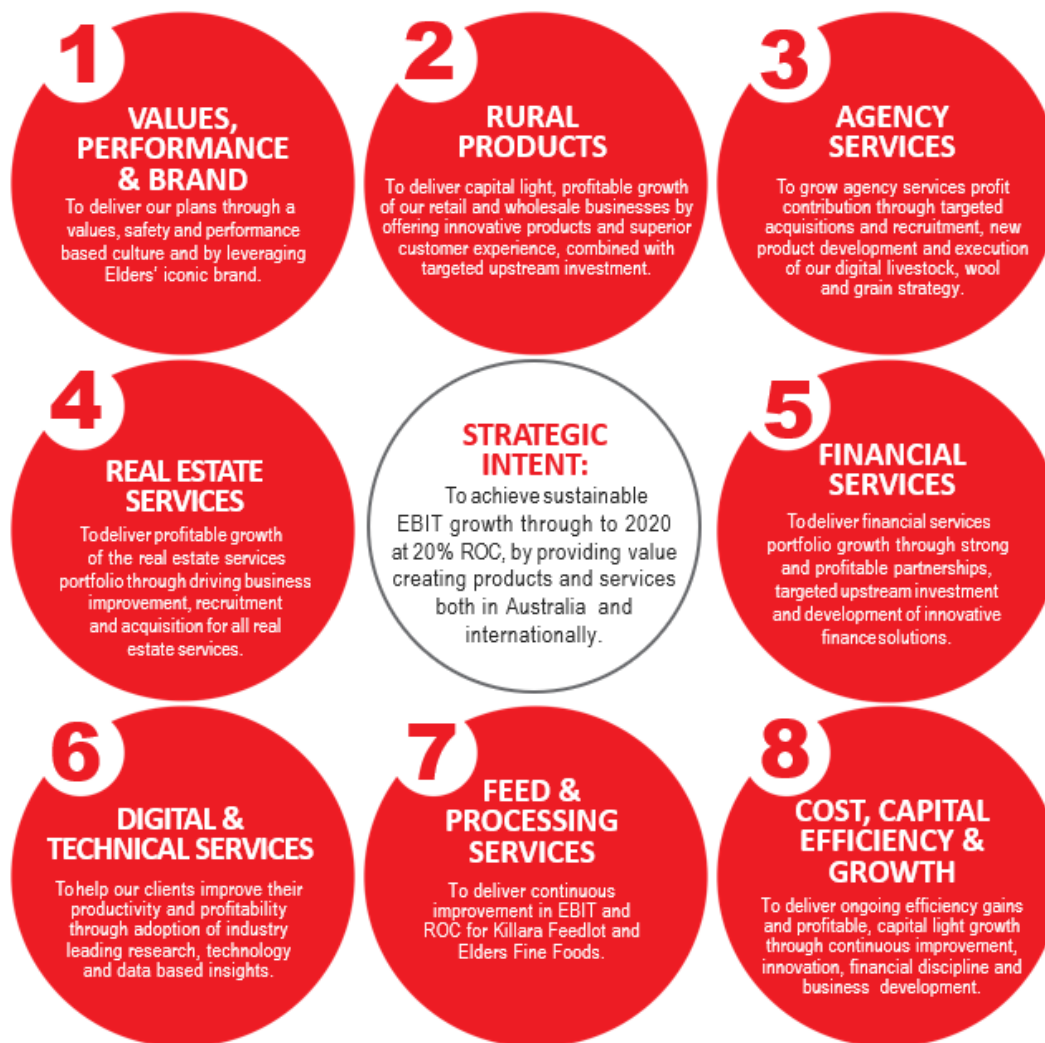 1
VALUES,
PERFORMANCE
& BRAND
To deliver our plans through a
values, safety and performance
based culture and by leveraging
Elders' iconic brand.
2
RURAL
PRODUCTS
To deliver capital light, profitable growth
of our retail and wholesale businesses by
offering innovative products and superior
customer experience, combined with
targeted upstream investment.
3
AGENCY
SERVICES
To grow agency services profit
contribution through targeted
acquisitions and recruitment, new
product development and execution
of our digital livestock, wool
and grain strategy.
4
REAL ESTATE
SERVICES
To deliver profitable growth
of the real estate services
portfolio through driving business
improvement, recruitment
and acquisition for all real
estate services.
STRATEGIC
INTENT:
To achieve sustainable
EBIT growth through to 2020
at 20% ROC, by providing value
creating products and services
both in Australia and
internationally.
5
FINANCIAL
SERVICES
To deliver financial services
portfolio growth through strong
and profitable partnerships,
targeted upstream investment
and development of innovative
finance solutions.
6
DIGITAL &
TECHNICAL SERVICES
To help our clients improve their
productivity and profitability
through adoption of industry
leading research, technology
and data based insights.
7
FEED &
PROCESSING
SERVICES
To deliver continuous
improvement in EBIT and
ROC for Killara Feedlot and
Elders Fine Foods.
8
COST, CAPITAL
EFFICIENCY &
GROWTH
To deliver ongoing efficiency gains
and profitable, capital light growth
through continuous improvement,
innovation, financial discipline and
business development.